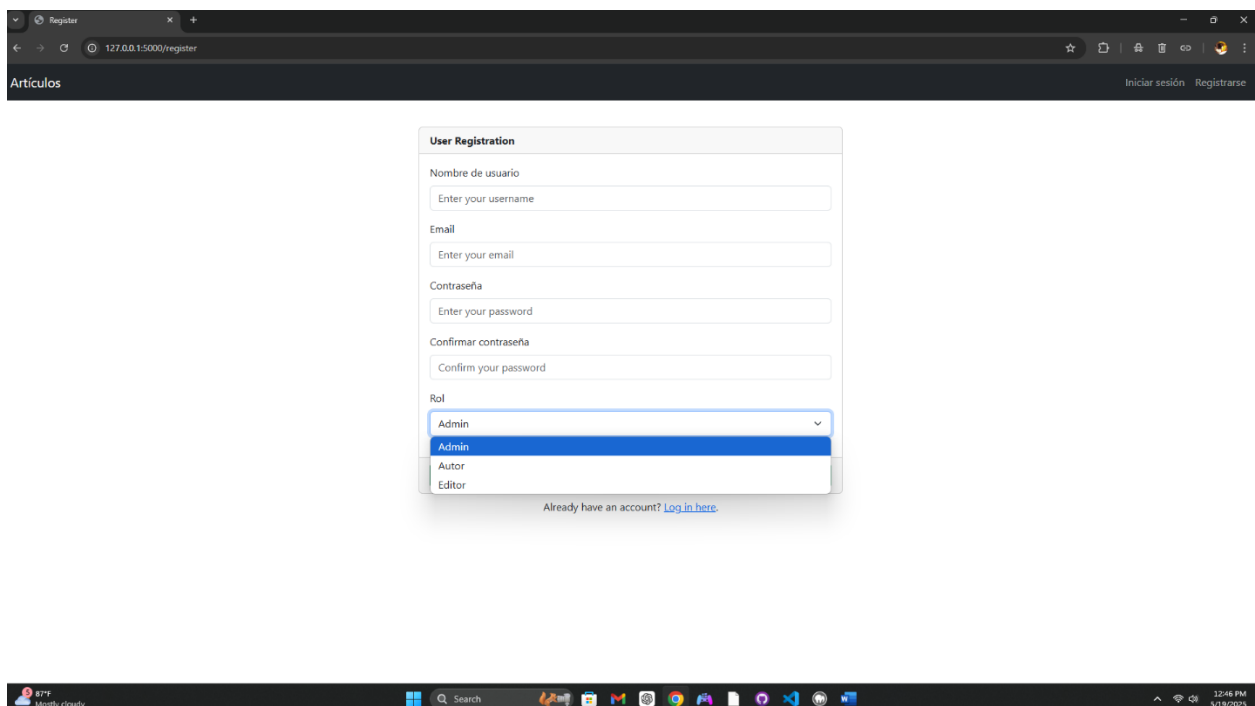 Register
127.0.0.1:5000/register
Artículos
Iniciar sesión Registrarse
User Registration
Nombre de usuario
Enter your username
Email
Enter your email
Contraseña
Enter your password
Confirmar contraseña
Confirm your password
Rol
Admin
Admin
Autor
Editor
Already have an account? Log in here.
87°F
Mostly cloudy
Search
12:46 PM
5/19/2025